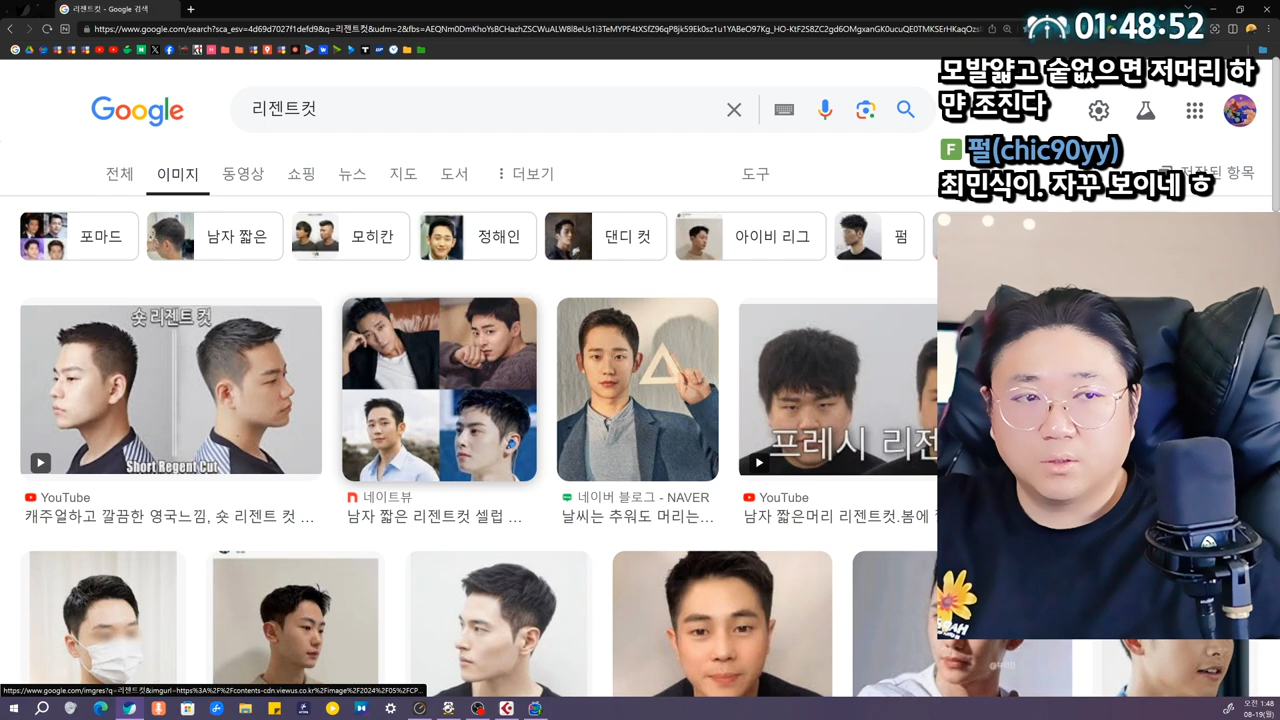 리젠트컷 - Google 검색
01:48:52
모발얇고 숱없으면 저머리 하
먄 조진다
F 펄(chic90yy)
최민식이. 자꾸 보이네 ㅎ
Google
리젠트컷
전체 이미지 동영상 쇼핑 뉴스 지도 도서 더보기 도구
저장된 항목
포마드 남자 짧은 모히칸 정해인 댄디 컷 아이비 리그 펌
숏 리젠트 컷
Short Regent Cut
프레시 리젠
YouTube
캐주얼하고 깔끔한 영국느낌, 숏 리젠트 컷 ...
네이트뷰
남자 짧은 리젠트컷 셀럽 ...
네이버 블로그 - NAVER
날씨는 추워도 머리는...
YouTube
남자 짧은머리 리젠트컷.봄에
오전 1:48
08-19(월)